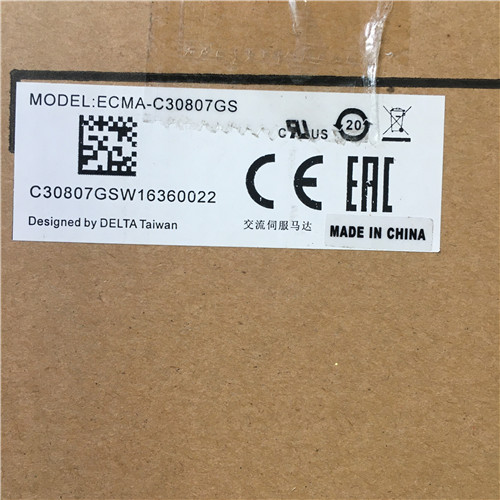 MODEL:ECMA-C30807GS
c RU US
20
C30807GSW16360022
CE EAC
Designed by DELTA Taiwan
交流伺服马达
MADE IN CHINA